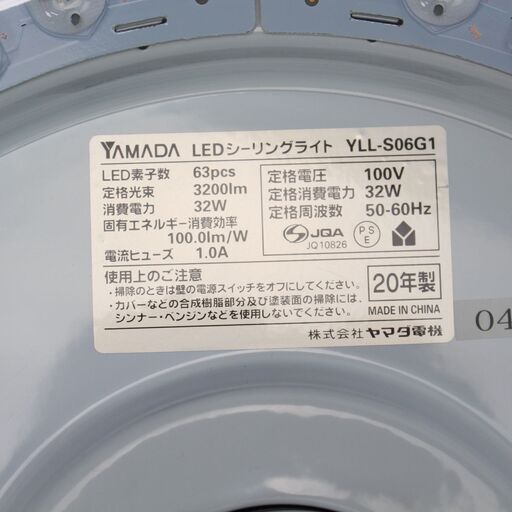 YAMADA LEDシーリングライト YLL-S06G1
LED素子数 63pcs
定格光束 3200lm
消費電力 32W
固有エネルギー消費効率
100.0lm/W
電流ヒューズ 1.0A
定格電圧 100V
定格消費電力 32W
定格周波数 50-60Hz
JQA
JQ10826
PS
E
使用上のご注意
・掃除のときは壁の電源スイッチをオフにしてください。
・カバーなどの合成樹脂部分及び塗装面の掃除には、
シンナー・ベンジンなどを使用しないでください。
20年製
MADE IN CHINA
株式会社 ヤマダ電機
04